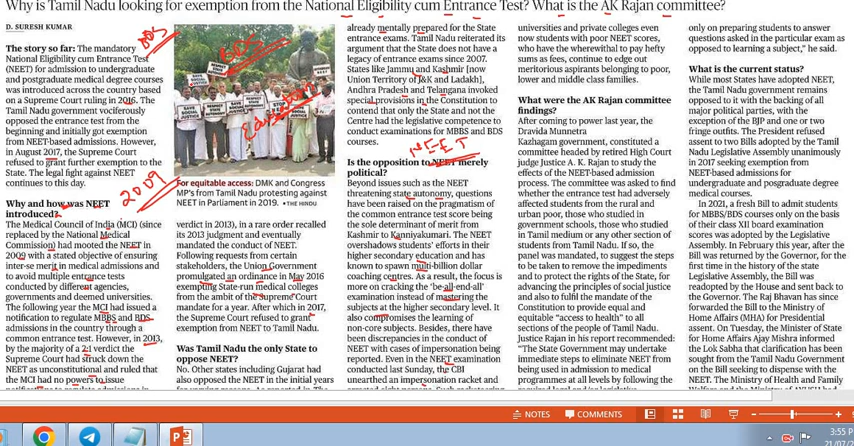 Why is Tamil Nadu looking for exemption from the National Eligibility cum Entrance Test? What is the AK Rajan committee?
D. SURESH KUMAR
The story so far: The mandatory
National Eligibility cum Entrance Test
(NEET) for admission to undergraduate
and postgraduate medical degree courses
was introduced across the country based
on a Supreme Court ruling in 2016. The
Tamil Nadu government vociferously
opposed the entrance test from the
beginning and initially got exemption
from NEET-based admissions. However,
in August 2017, the Supreme Court
refused to grant further exemption to the
State. The legal fight against NEET
continues to this day.
Why and how was NEET
introduced?
The Medical Council of India (MCI) (since
replaced by the National Medical
Commission) had mooted the NEET in
2009 with a stated objective of ensuring
inter-se merit in medical admissions and
to avoid multiple entrance tests
conducted by different agencies,
governments and deemed universities.
The following year the MCI had issued a
notification to regulate MBBS and BDS
admissions in the country through a
common entrance test. However, in 2013,
by the majority of a 2:1 verdict the
Supreme Court had struck down the
NEET as unconstitutional and ruled that
the MCI had no powers to issue
BDS
2009
BDS
Education
SAVE SOCIAL JUSTICE
For equitable access: DMK and Congress
MP's from Tamil Nadu protesting against
NEET in Parliament in 2019. • THE HINDU
verdict in 2013), in a rare order recalled
its 2013 judgment and eventually
mandated the conduct of NEET.
Following requests from certain
stakeholders, the Union Government
promulgated an ordinance in May 2016
exempting State-run medical colleges
from the ambit of the Supreme Court
mandate for a year. After which in 2017,
the Supreme Court refused to grant
exemption from NEET to Tamil Nadu.
Was Tamil Nadu the only State to
oppose NEET?
No. Other states including Gujarat had
also opposed the NEET in the initial years
already mentally prepared for the State
entrance exams. Tamil Nadu reiterated its
argument that the State does not have a
legacy of entrance exams since 2007.
States like Jammu and Kashmir [now
Union Territory of J&K and Ladakh],
Andhra Pradesh and Telangana invoked
special provisions in the Constitution to
contend that only the State and not the
Centre had the legislative competence to
conduct examinations for MBBS and BDS
courses.
NEET
Is the opposition to NEET merely
political?
Beyond issues such as the NEET
threatening state autonomy, questions
have been raised on the pragmatism of
the common entrance test score being
the sole determinant of merit from
Kashmir to Kanniyakumari. The NEET
overshadows students' efforts in their
higher secondary education and has
known to spawn multi-billion dollar
coaching centres. As a result, the focus is
more on cracking the 'be-all-end-all'
examination instead of mastering the
subjects at the higher secondary level. It
also compromises the learning of
non-core subjects. Besides, there have
been discrepancies in the conduct of
NEET with cases of impersonation being
reported. Even in the NEET examination
conducted last Sunday, the CBI
unearthed an impersonation racket and
universities and private colleges even
now students with poor NEET scores,
who have the wherewithal to pay hefty
sums as fees, continue to edge out
meritorious aspirants belonging to poor,
lower and middle class families.
What were the AK Rajan committee
findings?
After coming to power last year, the
Dravida Munnetra
Kazhagam government, constituted a
committee headed by retired High Court
judge Justice A. K. Rajan to study the
effects of the NEET-based admission
process. The committee was asked to find
whether the entrance test had adversely
affected students from the rural and
urban poor, those who studied in
government schools, those who studied
in Tamil medium or any other section of
students from Tamil Nadu. If so, the
panel was mandated, to suggest the steps
to be taken to remove the impediments
and to protect the rights of the State, for
advancing the principles of social justice
and also to fulfil the mandate of the
Constitution to provide equal and
equitable "access to health" to all
sections of the people of Tamil Nadu.
Justice Rajan in his report recommended:
"The State government may undertake
immediate steps to eliminate NEET from
being used in admission to medical
programmes at all levels by following the
only on preparing students to answer
questions asked in the particular exam as
opposed to learning a subject," he said.
What is the current status?
While most States have adopted NEET,
the Tamil Nadu government remains
opposed to it with the backing of all
major political parties, with the
exception of the BJP and one or two
fringe outfits. The President refused
assent to two Bills adopted by the Tamil
Nadu Legislative Assembly unanimously
in 2017 seeking exemption from
NEET-based admissions for
undergraduate and postgraduate degree
medical courses.
In 2021, a fresh Bill to admit students
for MBBS/BDS courses only on the basis
of their class XII board examination
scores was adopted by the Legislative
Assembly. In February this year, after the
Bill was returned by the Governor, for the
first time in the history of the state
Legislative Assembly, the Bill was
readopted by the House and sent back to
the Governor. The Raj Bhavan has since
forwarded the Bill to the Ministry of
Home Affairs (MHA) for Presidential
assent. On Tuesday, the Minister of State
for Home Affairs Ajay Mishra informed
the Lok Sabha that clarification has been
sought from the Tamil Nadu Government
on the Bill seeking to dispense with the
NEET. The Ministry of Health and Family
NOTES
COMMENTS
3:55 P
21/07/2